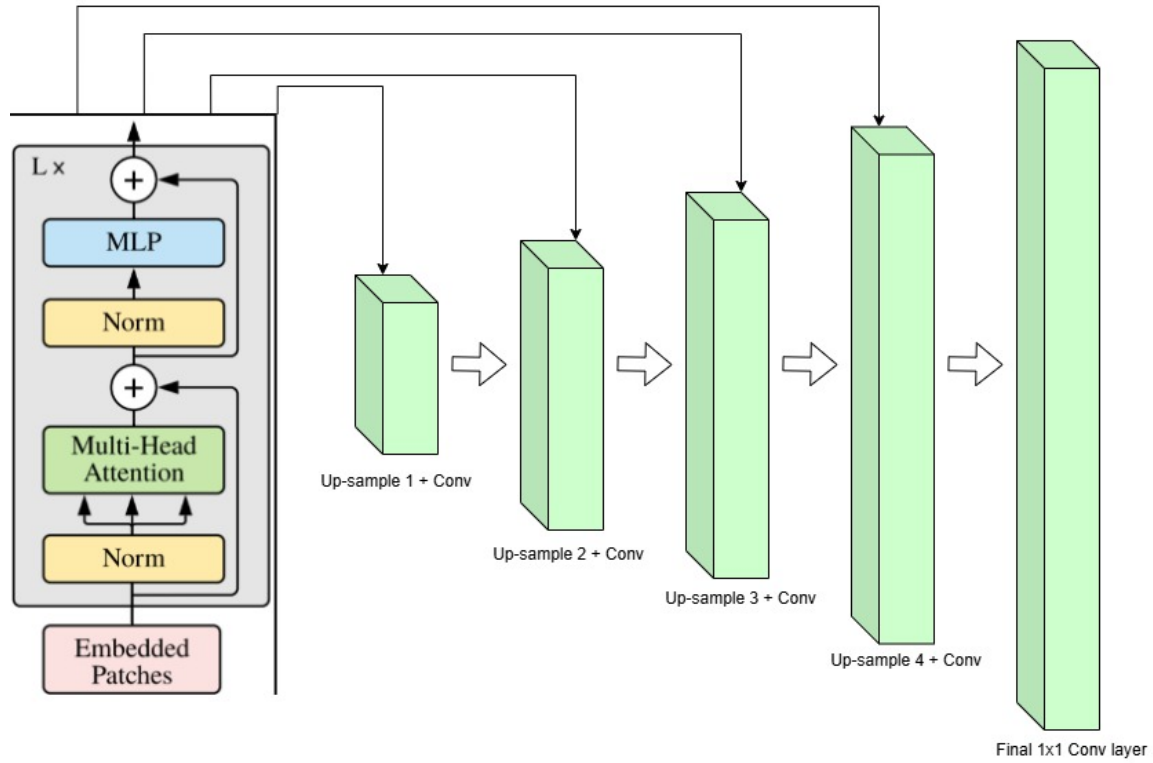 L ×
+
MLP
Norm
+
Multi-Head
Attention
Norm
Embedded
Patches
Up-sample 1 + Conv
Up-sample 2 + Conv
Up-sample 3 + Conv
Up-sample 4 + Conv
Final 1x1 Conv layer